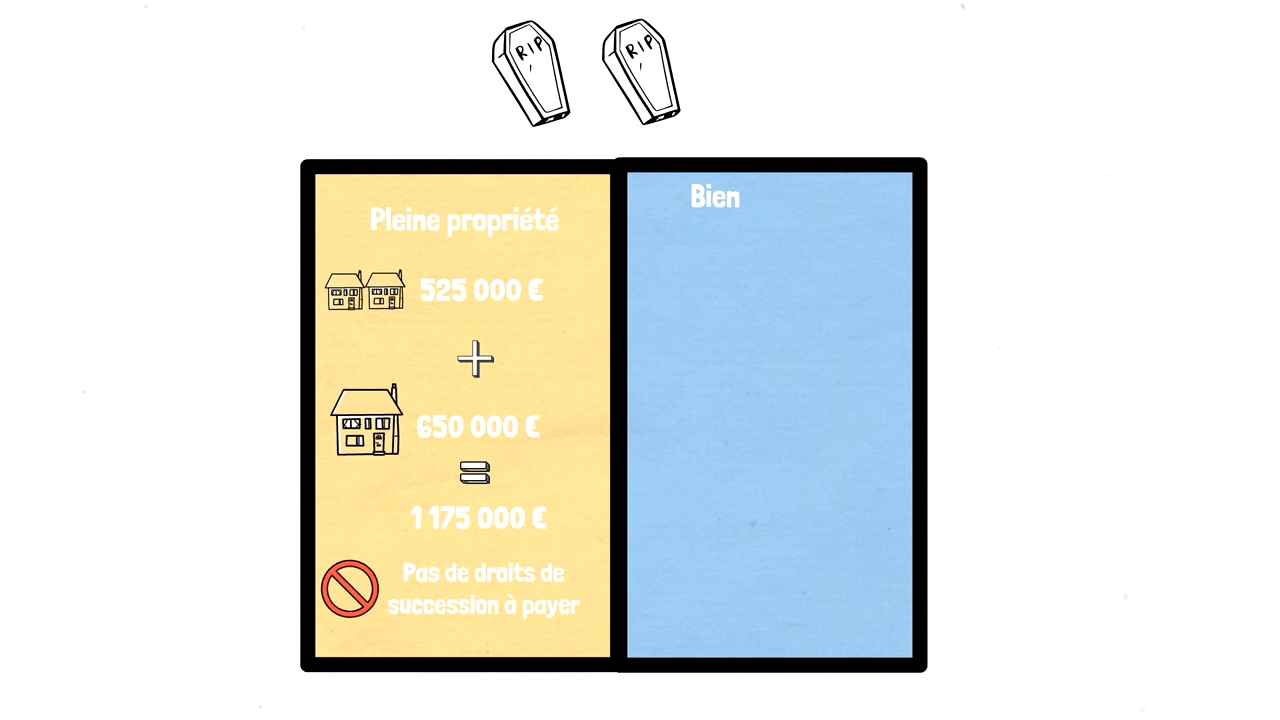 RIP
RIP
Pleine propriété
525 000 €
+
650 000 €
=
1 175 000 €
Pas de droits de
succession à payer
Bien